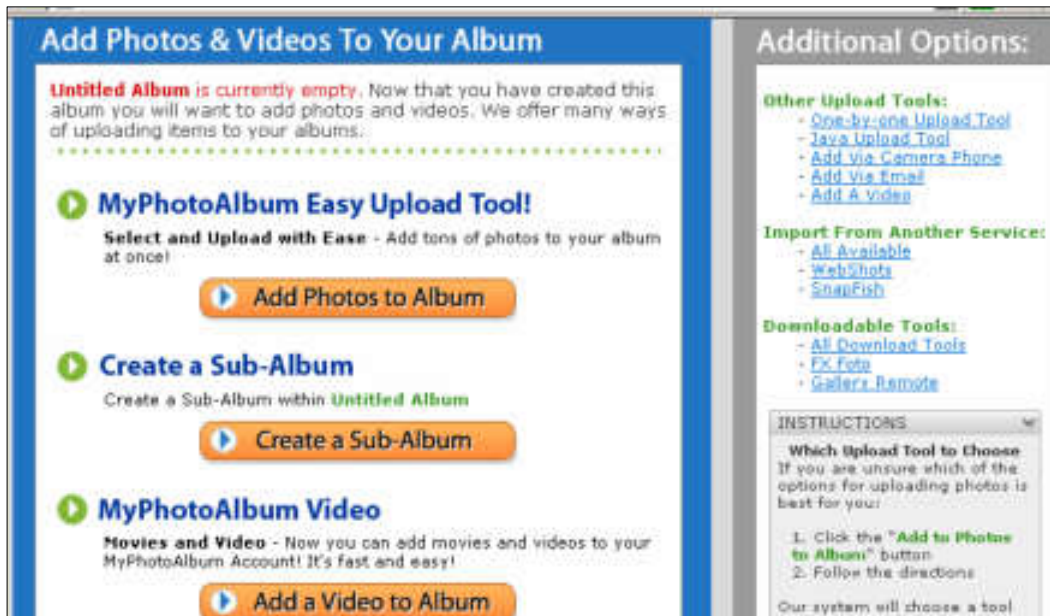 Add Photos & Videos To Your Album
Untitled Album is currently empty. Now that you have created this
album you will want to add photos and videos. We offer many ways
of uploading items to your albums.
MyPhotoAlbum Easy Upload Tool!
Select and Upload with Ease - Add tons of photos to your album
at once!
Add Photos to Album
Create a Sub-Album
Create a Sub-Album within Untitled Album
Create a Sub-Album
MyPhotoAlbum Video
Movies and Video - Now you can add movies and videos to your
MyPhotoAlbum Account! It's fast and easy!
Add a Video to Album
Additional Options:
Other Upload Tools:
- One-by-one Upload Tool
- Java Upload Tool
- Add Via Camera Phone
- Add Via Email
- Add A Video
Import From Another Service:
- All Available
- WebShots
- SnapFish
Downloadable Tools:
- All Download Tools
- FX Foto
- Gallery Remote
INSTRUCTIONS
Which Upload Tool to Choose
If you are unsure which of the
options for uploading photos is
best for you:
1. Click the "Add to Photos
to Album" button
2. Follow the directions
Our system will choose a tool